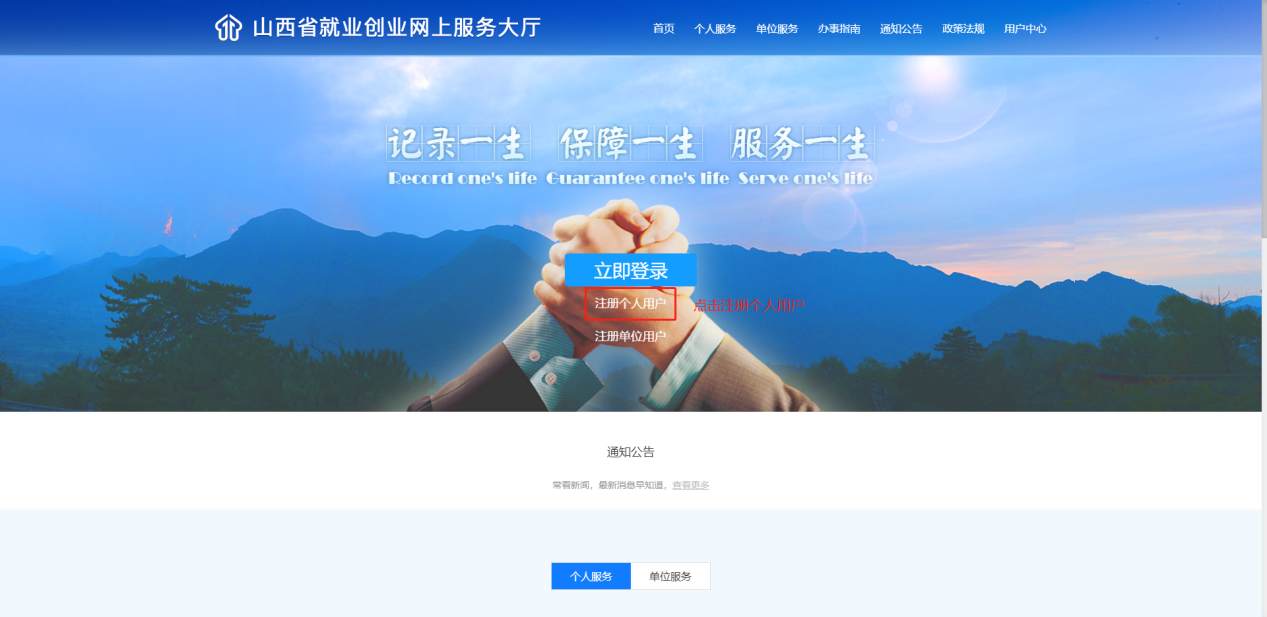 山西省就业创业网上服务大厅
首页 个人服务 单位服务 办事指南 通知公告 政策法规 用户中心
记录一生 保障一生 服务一生
Record one's life Guarantee one's life Serve one's life
立即登录
注册个人用户 点击注册个人用户
注册单位用户
通知公告
常看新闻，最新消息早知道，查看更多
个人服务 单位服务